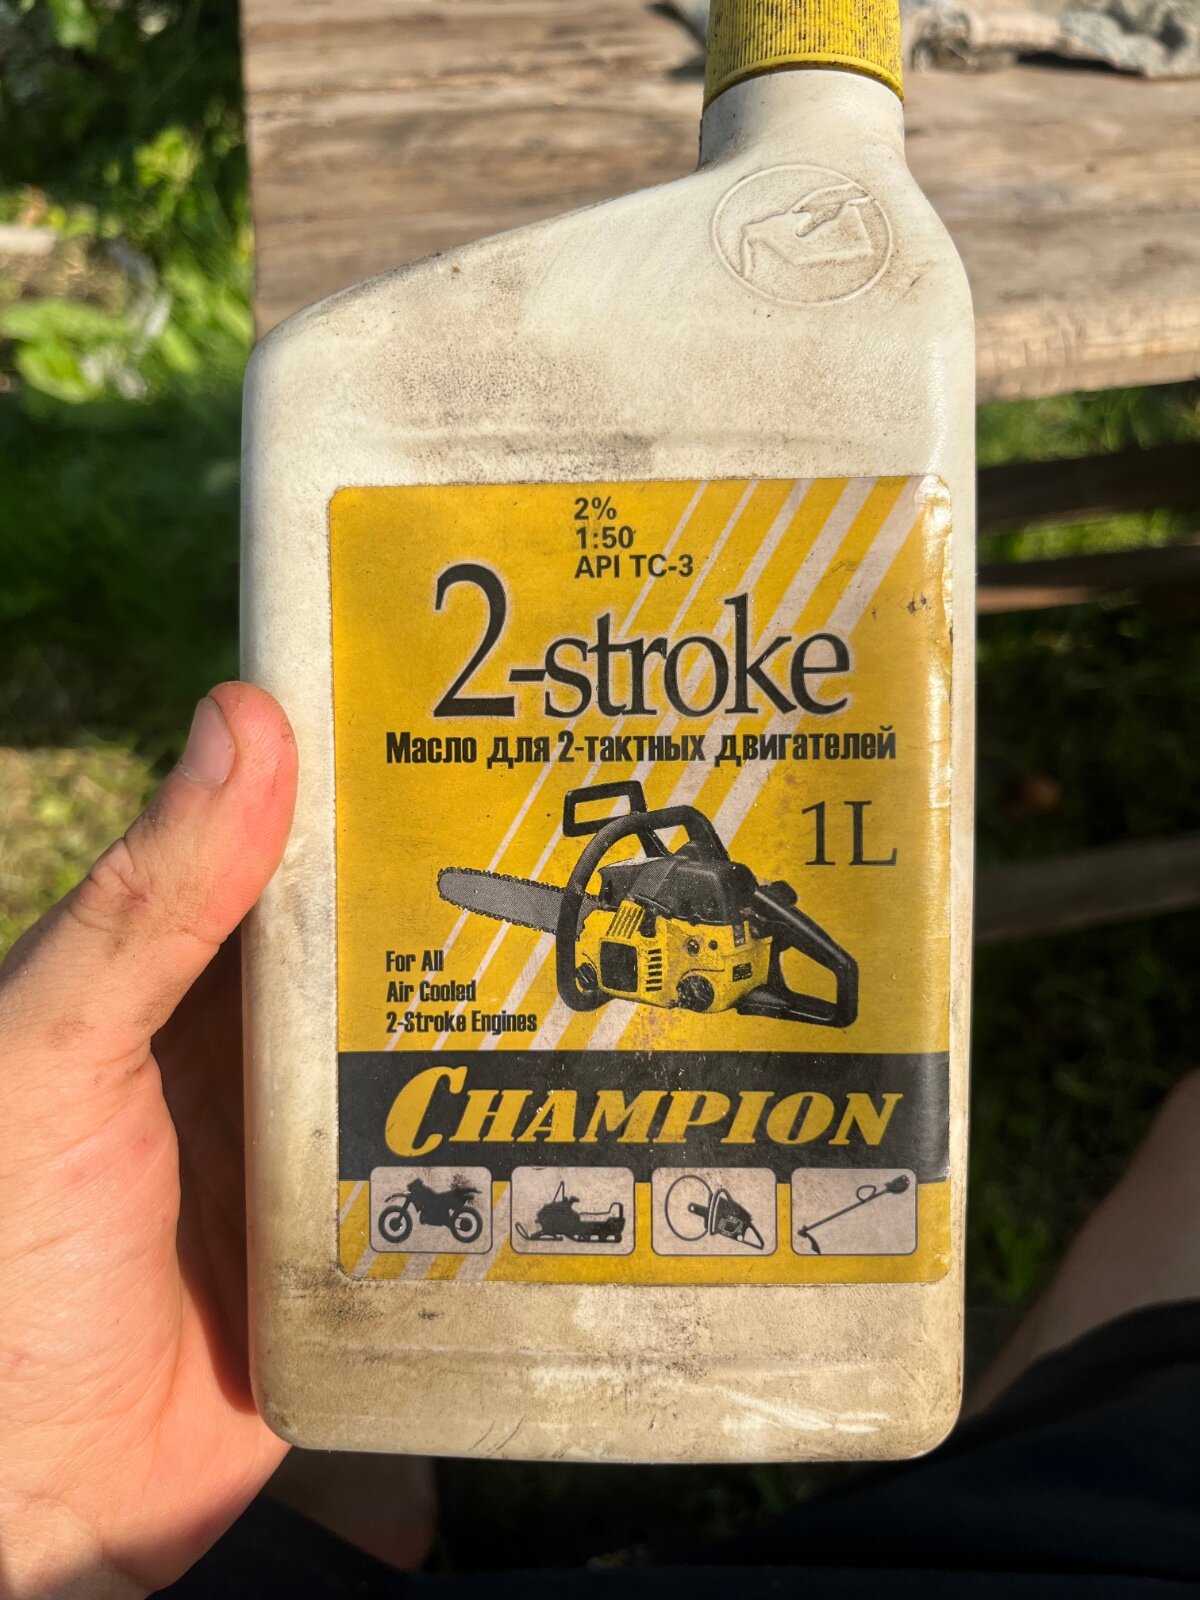 2%
1:50
API TC-3
2-stroke
Масло для 2-тактных двигателей
1L
For All
Air Cooled
2-Stroke Engines
CHAMPION